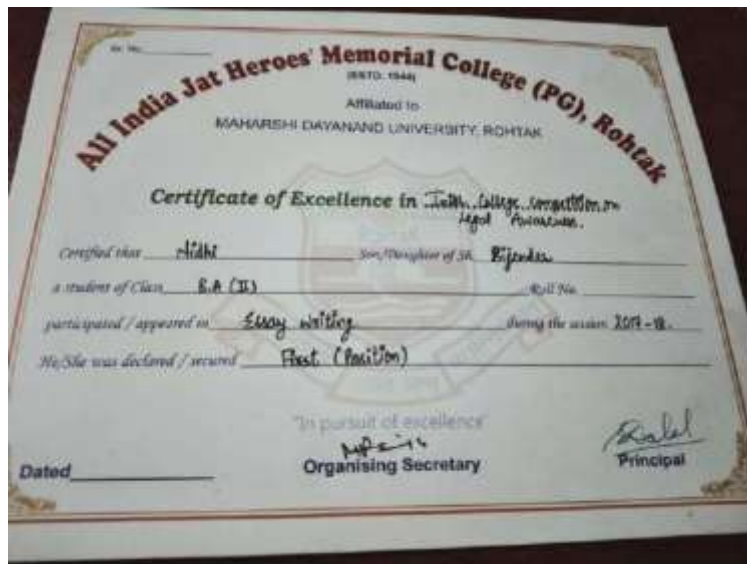 Sr. No.
All India Jat Heroes' Memorial College (PG), Rohtak
(ESTD. 1944)
Affiliated to
MAHARSHI DAYANAND UNIVERSITY, ROHTAK
Certificate of Excellence in Inter College Competition on
Legal Awareness.
Certified that Nidhi Son/Daughter of Sh. Bijender
a student of Class B.A (II) Roll No.
participated / appeared in Essay writing during the session 2017-18.
He/She was declared / secured First (Position)
"In pursuit of excellence"
Organising Secretary
Principal
Dated